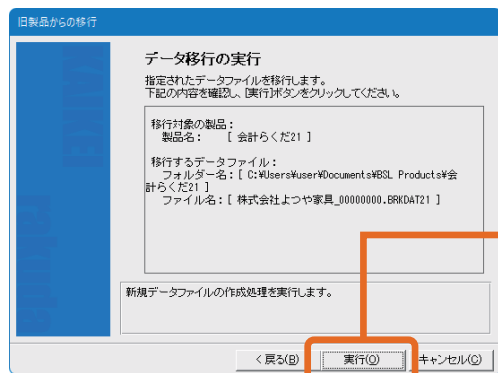 旧製品からの移行
データ移行の実行
指定されたデータファイルを移行します。
下記の内容を確認し、[実行]ボタンをクリックしてください。
移行対象の製品：
製品名： [ 会計らくだ21 ]
移行するデータファイル：
フォルダー名：[ C:¥Users¥user¥Documents¥BSL Products¥会
計らくだ21 ]
ファイル名：[ 株式会社よつや家具_00000000.BRKDAT21 ]
新規データファイルの作成処理を実行します。
KAIKEI
rakuda
< 戻る(B) 実行(O) キャンセル(C)